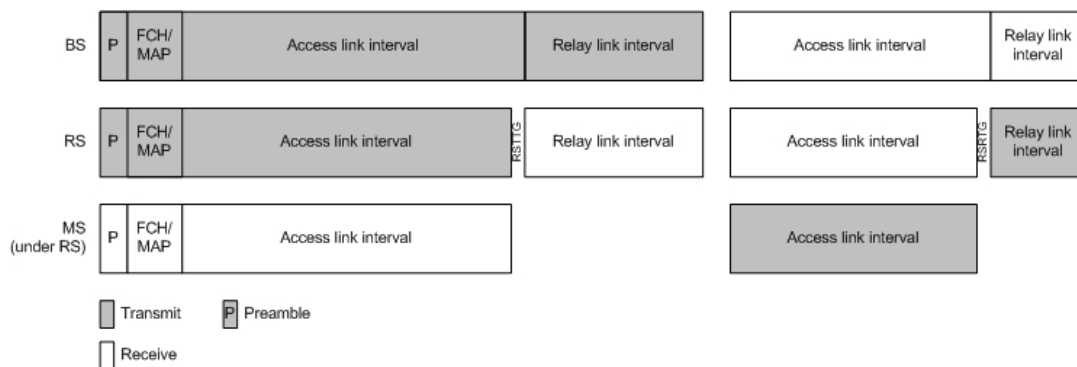 BS
P
FCH/
MAP
Access link interval
Relay link interval
Access link interval
Relay link
interval
RS
P
FCH/
MAP
Access link interval
RSTTG
Relay link interval
Access link interval
RSRTG
Relay link
interval
MS
(under RS)
P
FCH/
MAP
Access link interval
Access link interval
Transmit
P Preamble
Receive